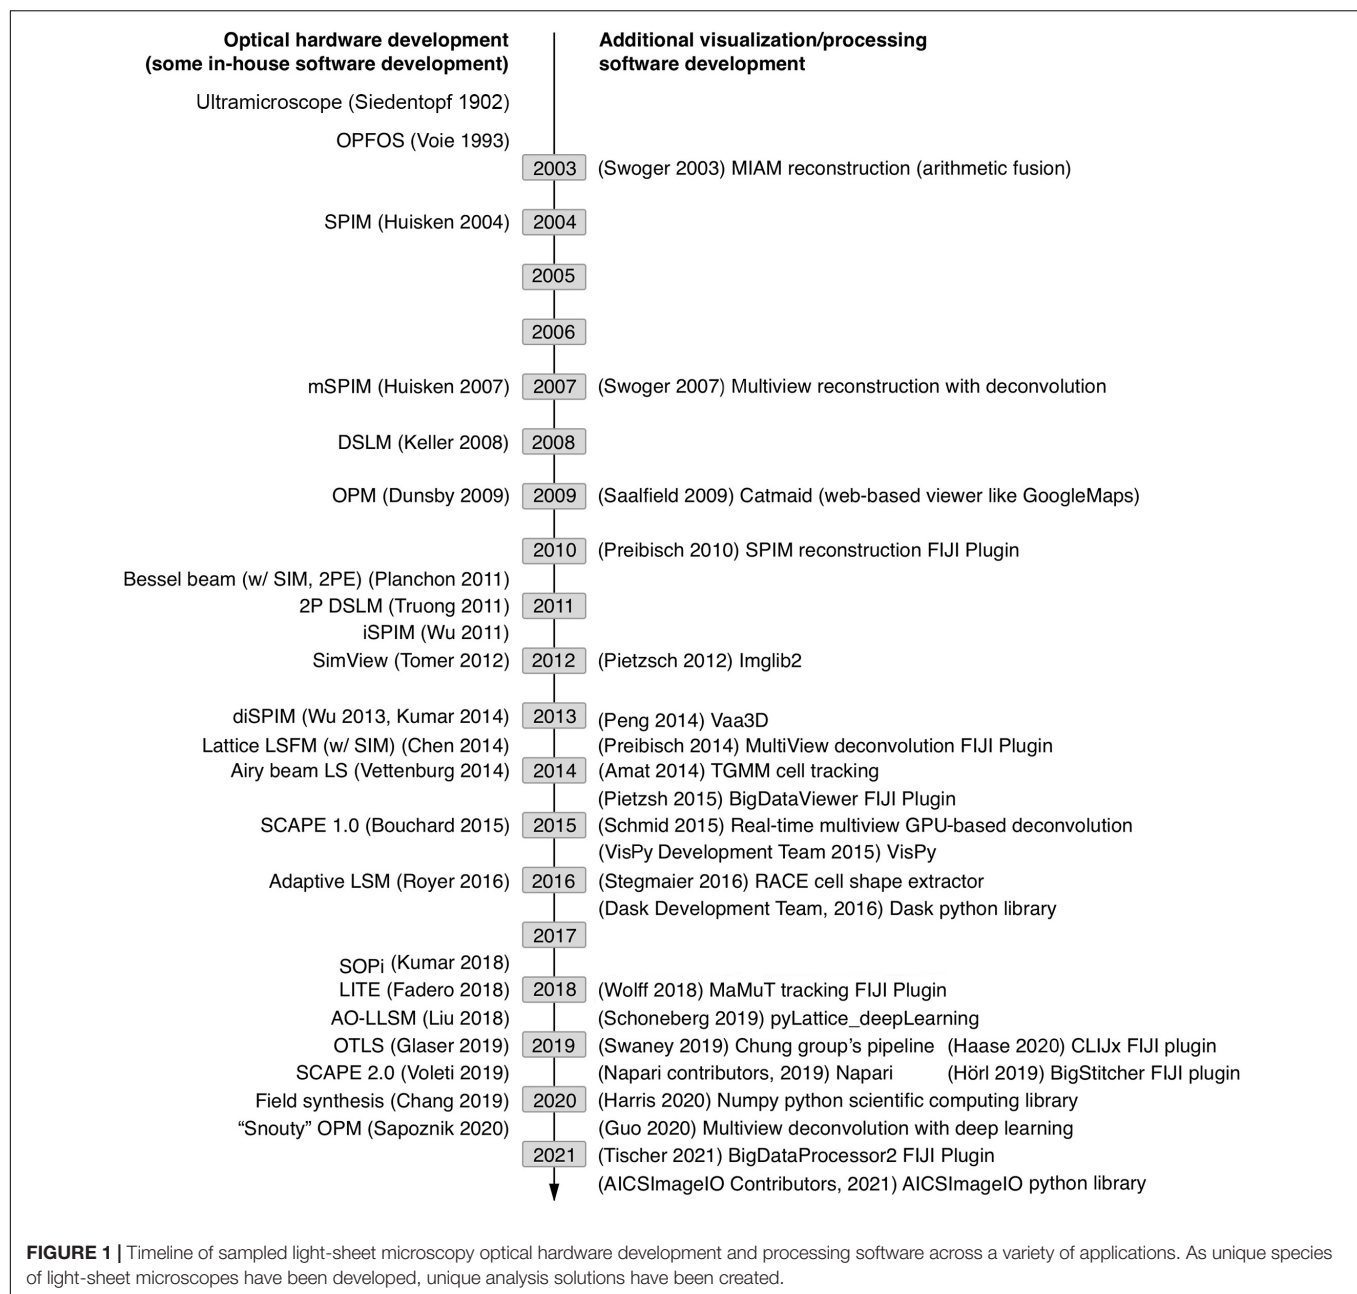 Optical hardware development
(some in-house software development)
Additional visualization/processing
software development
Ultramicroscope (Siedentopf 1902)
OPFOS (Voie 1993)
2003 (Swoger 2003) MIAM reconstruction (arithmetic fusion)
SPIM (Huisken 2004) 2004
2005
2006
mSPIM (Huisken 2007) 2007 (Swoger 2007) Multiview reconstruction with deconvolution
DSLM (Keller 2008) 2008
OPM (Dunsby 2009) 2009 (Saalfield 2009) Catmaid (web-based viewer like GoogleMaps)
2010 (Preibisch 2010) SPIM reconstruction FIJI Plugin
Bessel beam (w/ SIM, 2PE) (Planchon 2011)
2P DSLM (Truong 2011) 2011
iSPIM (Wu 2011)
SimView (Tomer 2012) 2012 (Pietzsch 2012) Imglib2
diSPIM (Wu 2013, Kumar 2014) 2013 (Peng 2014) Vaa3D
Lattice LSFM (w/ SIM) (Chen 2014) (Preibisch 2014) MultiView deconvolution FIJI Plugin
Airy beam LS (Vettenburg 2014) 2014 (Amat 2014) TGMM cell tracking
(Pietzsh 2015) BigDataViewer FIJI Plugin
SCAPE 1.0 (Bouchard 2015) 2015 (Schmid 2015) Real-time multiview GPU-based deconvolution
(VisPy Development Team 2015) VisPy
Adaptive LSM (Royer 2016) 2016 (Stegmaier 2016) RACE cell shape extractor
(Dask Development Team, 2016) Dask python library
2017
SOPi (Kumar 2018)
LITE (Fadero 2018) 2018 (Wolff 2018) MaMuT tracking FIJI Plugin
AO-LLSM (Liu 2018) (Schoneberg 2019) pyLattice_deepLearning
OTLS (Glaser 2019) 2019 (Swaney 2019) Chung group's pipeline (Haase 2020) CLIJx FIJI plugin
SCAPE 2.0 (Voleti 2019) (Napari contributors, 2019) Napari (Hörl 2019) BigStitcher FIJI plugin
Field synthesis (Chang 2019) 2020 (Harris 2020) Numpy python scientific computing library
“Snouty” OPM (Sapoznik 2020) (Guo 2020) Multiview deconvolution with deep learning
2021 (Tischer 2021) BigDataProcessor2 FIJI Plugin
(AICSImageIO Contributors, 2021) AICSImageIO python library
FIGURE 1 | Timeline of sampled light-sheet microscopy optical hardware development and processing software across a variety of applications. As unique species
of light-sheet microscopes have been developed, unique analysis solutions have been created.